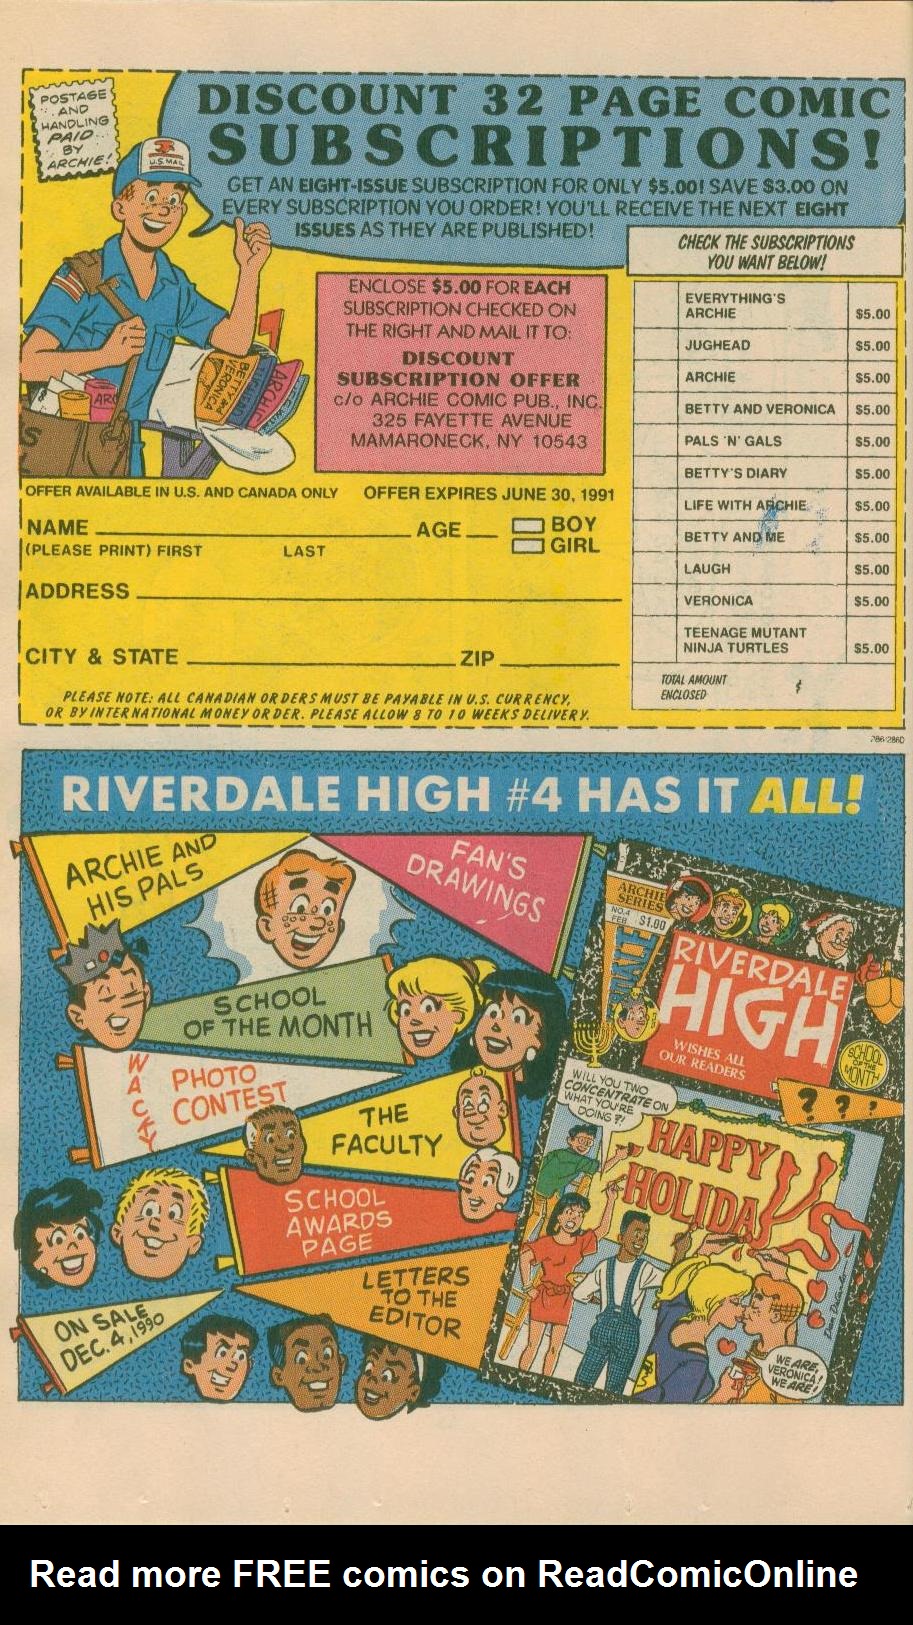 POSTAGE
AND
HANDLING
PAID
BY
ARCHIE!
U.S. MAIL
DISCOUNT 32 PAGE COMIC
SUBSCRIPTIONS!
GET AN EIGHT-ISSUE SUBSCRIPTION FOR ONLY $5.00! SAVE $3.00 ON
EVERY SUBSCRIPTION YOU ORDER! YOU'LL RECEIVE THE NEXT EIGHT
ISSUES AS THEY ARE PUBLISHED!
CHECK THE SUBSCRIPTIONS
YOU WANT BELOW!
ENCLOSE $5.00 FOR EACH
SUBSCRIPTION CHECKED ON
THE RIGHT AND MAIL IT TO:
DISCOUNT
SUBSCRIPTION OFFER
c/o ARCHIE COMIC PUB., INC.
325 FAYETTE AVENUE
MAMARONECK, NY 10543
BETTY and
VERONICA
ARCHIE
EVERYTHING'S
ARCHIE $5.00
JUGHEAD $5.00
ARCHIE $5.00
BETTY AND VERONICA $5.00
PALS 'N' GALS $5.00
BETTY'S DIARY $5.00
LIFE WITH ARCHIE $5.00
BETTY AND ME $5.00
LAUGH $5.00
VERONICA $5.00
TEENAGE MUTANT
NINJA TURTLES $5.00
TOTAL AMOUNT
ENCLOSED $
OFFER AVAILABLE IN U.S. AND CANADA ONLY OFFER EXPIRES JUNE 30, 1991
NAME AGE BOY
(PLEASE PRINT) FIRST LAST GIRL
ADDRESS
CITY & STATE ZIP
PLEASE NOTE: ALL CANADIAN ORDERS MUST BE PAYABLE IN U.S. CURRENCY,
OR BY INTERNATIONAL MONEY ORDER. PLEASE ALLOW 8 TO 10 WEEKS DELIVERY.
RIVERDALE HIGH #4 HAS IT ALL!
ARCHIE AND
HIS PALS
FAN'S
DRAWINGS
SCHOOL
OF THE MONTH
WACKY
PHOTO
CONTEST
THE
FACULTY
SCHOOL
AWARDS
PAGE
LETTERS
TO THE
EDITOR
ON SALE
DEC. 4, 1990
ARCHIE
SERIES
NO. 4
FEB.
$1.00
RIVERDALE
HIGH
WISHES ALL
OUR READERS
SCHOOL
OF THE
MONTH
? ? ?
WILL YOU TWO
CONCENTRATE ON
WHAT YOU'RE
DOING?!
HAPPY
HOLIDAYS
Dan DeCarlo
WE ARE,
VERONICA!
WE ARE!
Read more FREE comics on ReadComicOnline